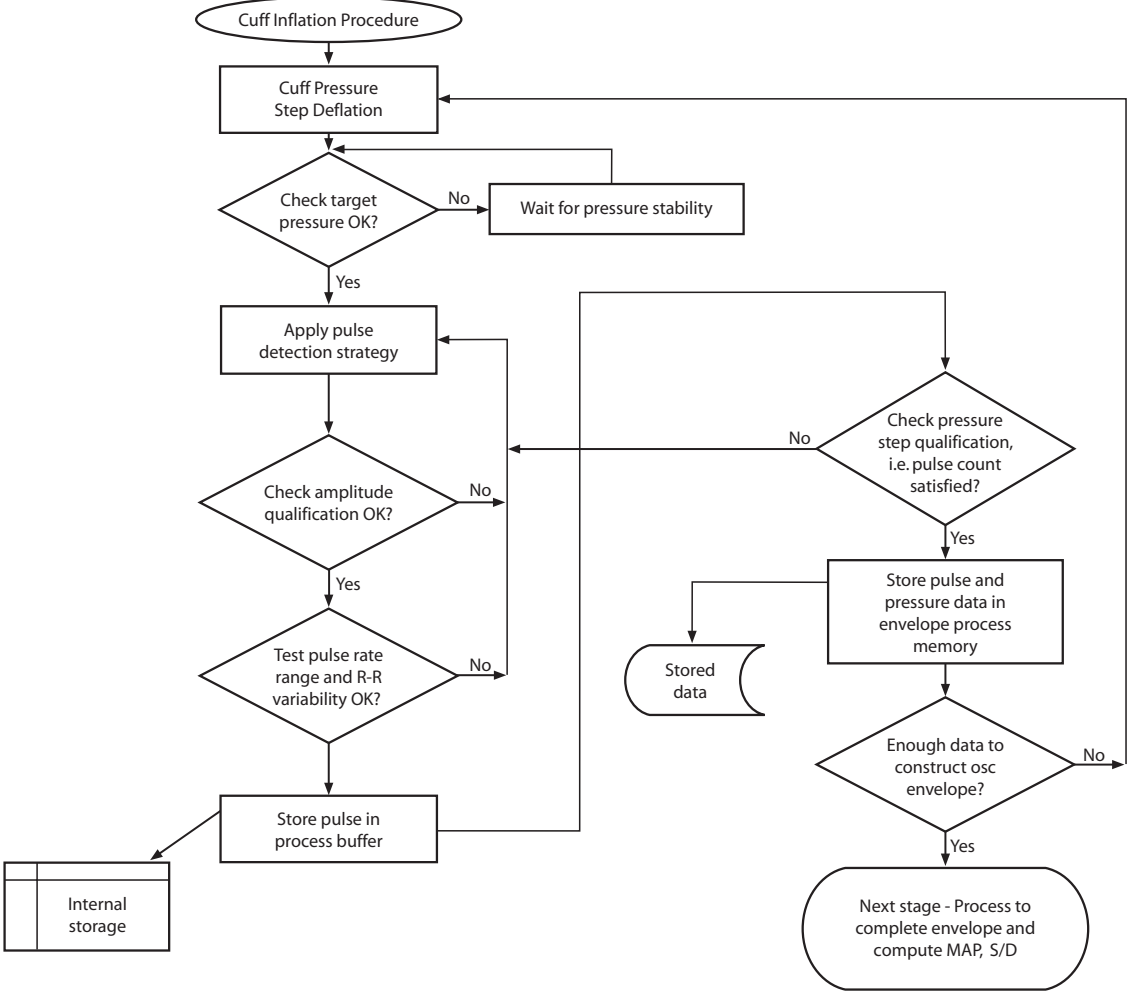 Cuff Inflation Procedure
Cuff Pressure
Step Deflation
Check target
pressure OK?
No
Wait for pressure stability
Yes
Apply pulse
detection strategy
Check amplitude
qualification OK?
No
Yes
Test pulse rate
range and R-R
variability OK?
No
Store pulse in
process buffer
Internal
storage
Check pressure
step qualification,
i.e. pulse count
satisfied?
No
Yes
Store pulse and
pressure data in
envelope process
memory
Stored
data
Enough data to
construct osc
envelope?
No
Yes
Next stage - Process to
complete envelope and
compute MAP, S/D